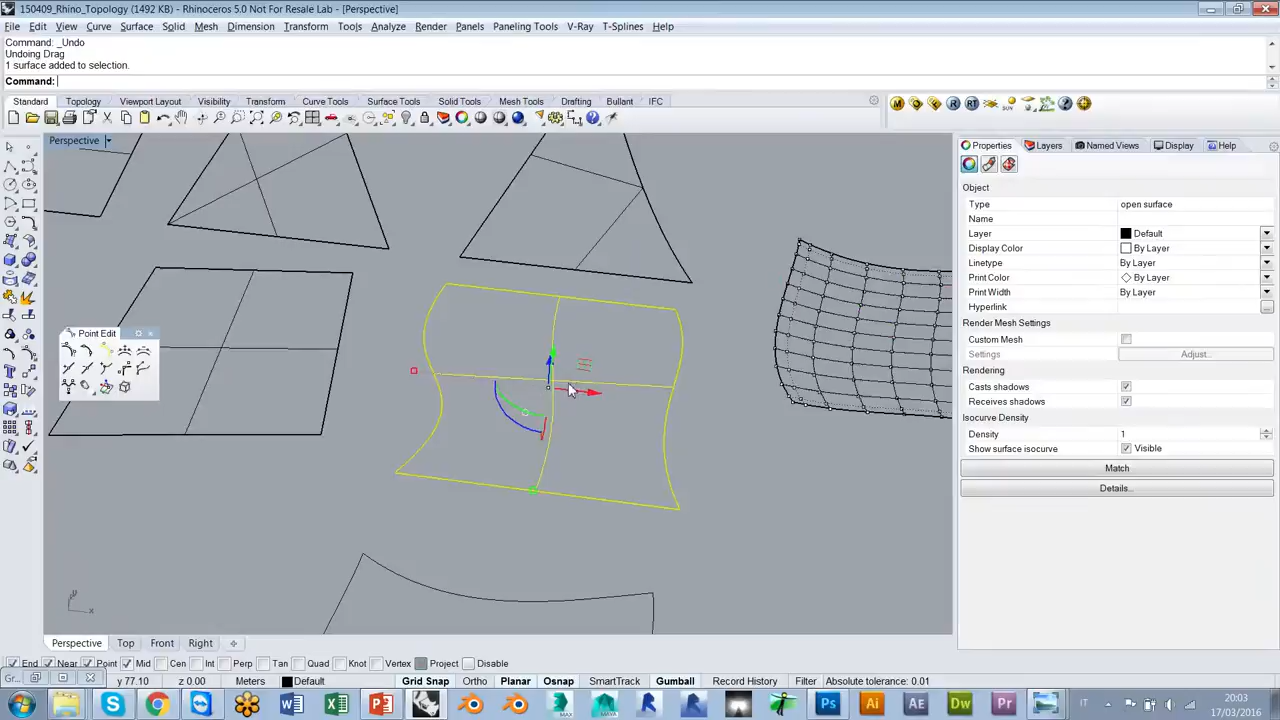 150409_Rhino_Topology (1492 KB) - Rhinoceros 5.0 Not For Resale Lab - [Perspective]
File Edit View Curve Surface Solid Mesh Dimension Transform Tools Analyze Render Panels Paneling Tools V-Ray T-Splines Help
Command: _Undo
Undoing Drag
1 surface added to selection.
Command:
Standard Topology Viewport Layout Visibility Transform Curve Tools Surface Tools Solid Tools Mesh Tools Drafting Bullant IFC
Perspective
Properties Layers Named Views Display Help
Object
Type open surface
Name
Layer Default
Display Color By Layer
Linetype By Layer
Print Color By Layer
Print Width By Layer
Hyperlink
Render Mesh Settings
Custom Mesh
Settings Adjust...
Rendering
Casts shadows
Receives shadows
Isocurve Density
Density 1
Show surface isocurve Visible
Match
Details...
Point Edit
y
x
Perspective Top Front Right
End Near Point Mid Cen Int Perp Tan Quad Knot Vertex Project Disable
Gr... y 77.10 z 0.00 Meters Default Grid Snap Ortho Planar Osnap SmartTrack Gumball Record History Filter Absolute tolerance: 0.01
IT 20:03
17/03/2016